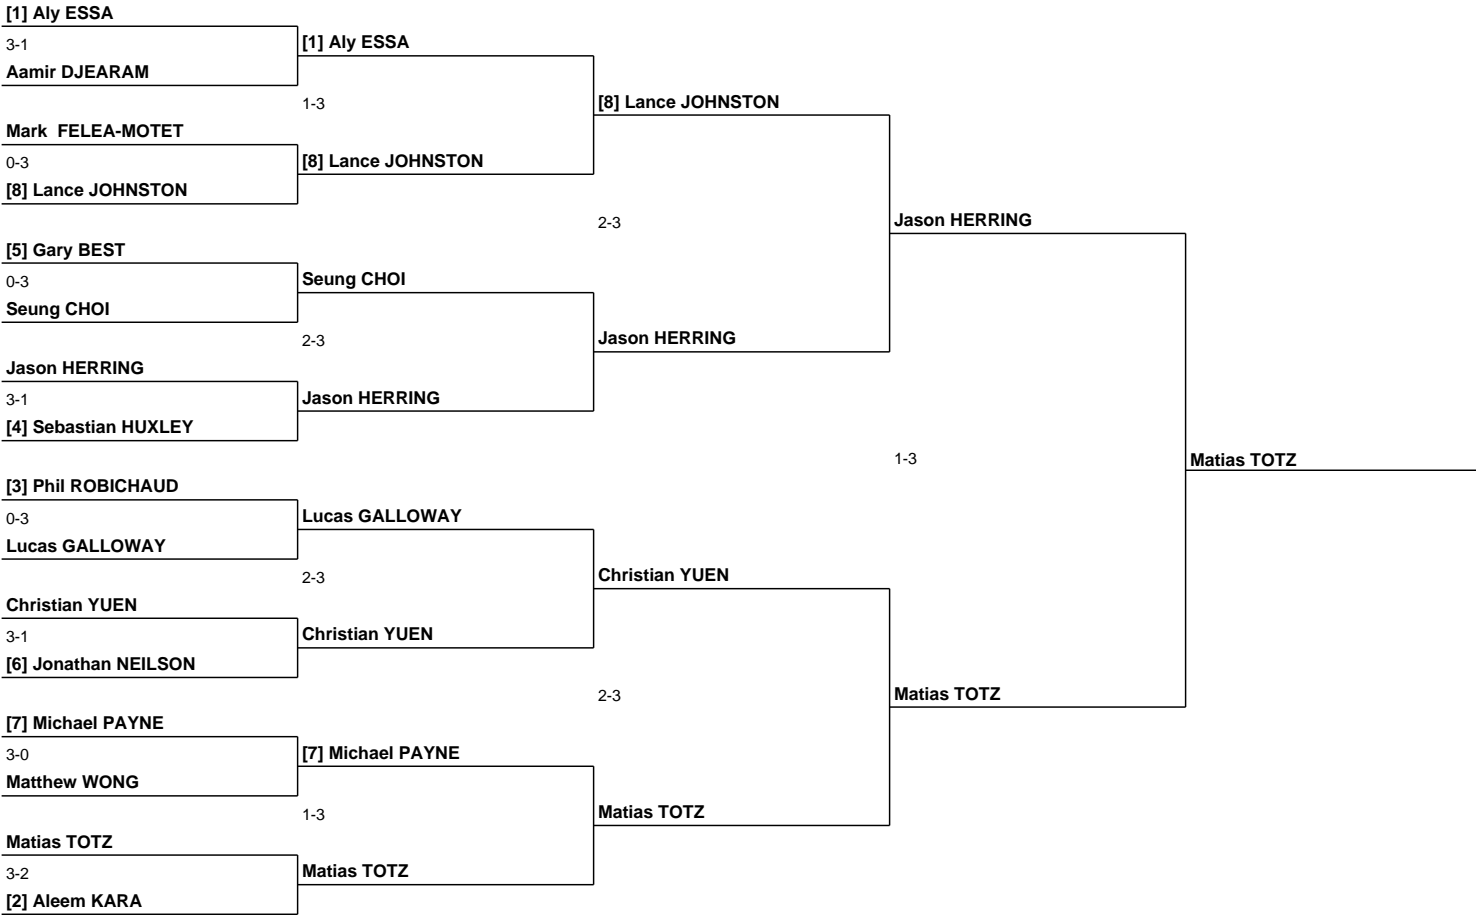 [1] Aly ESSA
3-1
Aamir DJEARAM
Mark  FELEA-MOTET
0-3
[8] Lance JOHNSTON
[5] Gary BEST
0-3
Seung CHOI
Jason HERRING
3-1
[4] Sebastian HUXLEY
[3] Phil ROBICHAUD
0-3
Lucas GALLOWAY
Christian YUEN
3-1
[6] Jonathan NEILSON
[7] Michael PAYNE
3-0
Matthew WONG
Matias TOTZ
3-2
[2] Aleem KARA
[1] Aly ESSA
1-3
[8] Lance JOHNSTON
Seung CHOI
2-3
Jason HERRING
Lucas GALLOWAY
2-3
Christian YUEN
[7] Michael PAYNE
1-3
Matias TOTZ
[8] Lance JOHNSTON
2-3
Jason HERRING
Christian YUEN
2-3
Matias TOTZ
Jason HERRING
1-3
Matias TOTZ
Matias TOTZ